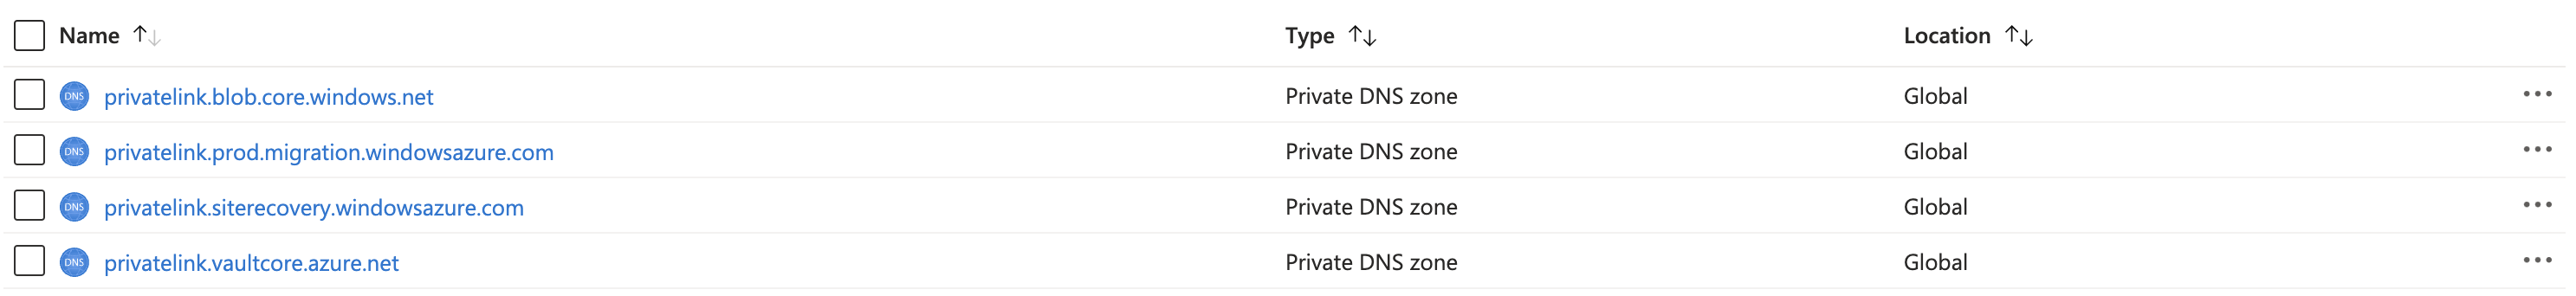 Name ↑↓ Type ↑↓ Location ↑↓
DNS privatelink.blob.core.windows.net Private DNS zone Global ...
DNS privatelink.prod.migration.windowsazure.com Private DNS zone Global ...
DNS privatelink.siterecovery.windowsazure.com Private DNS zone Global ...
DNS privatelink.vaultcore.azure.net Private DNS zone Global ...